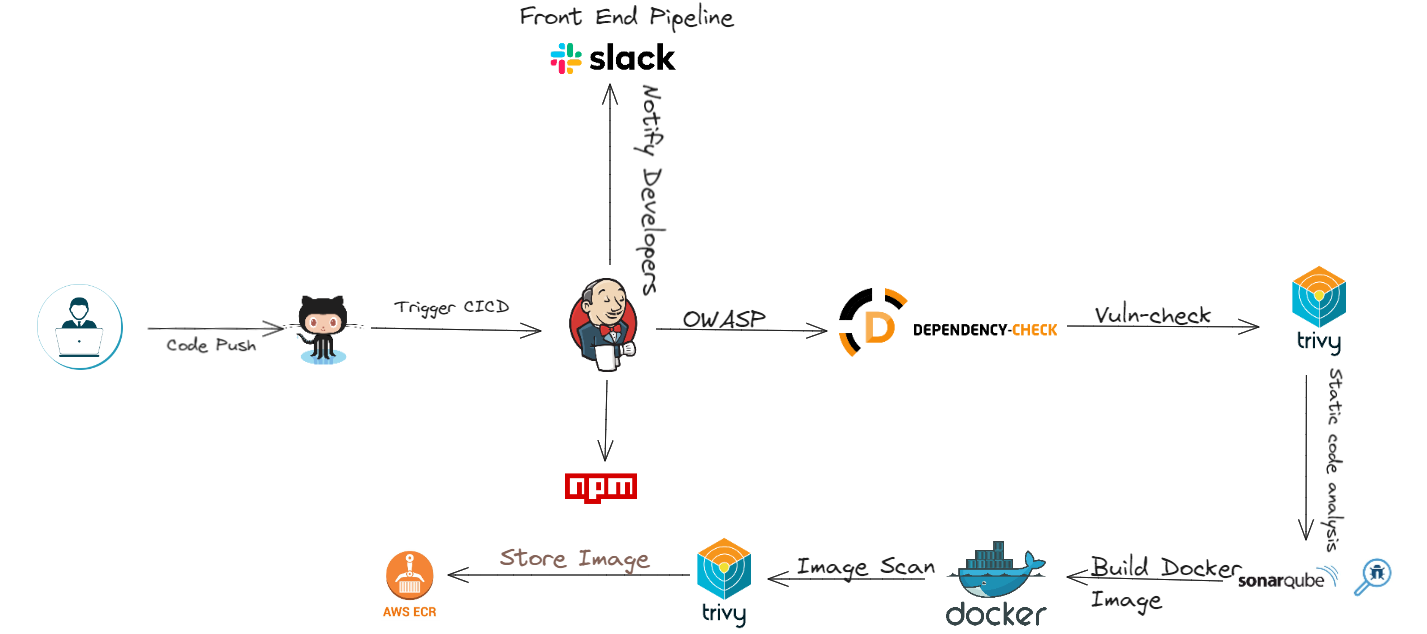 Front End Pipeline
slack
Notify Developers
Code Push
Trigger CICD
OWASP
D
DEPENDENCY-CHECK
Vuln-check
trivy
Static code analysis
npm
AWS ECR
Store Image
trivy
Image Scan
docker
Build Docker
Image
sonarqube